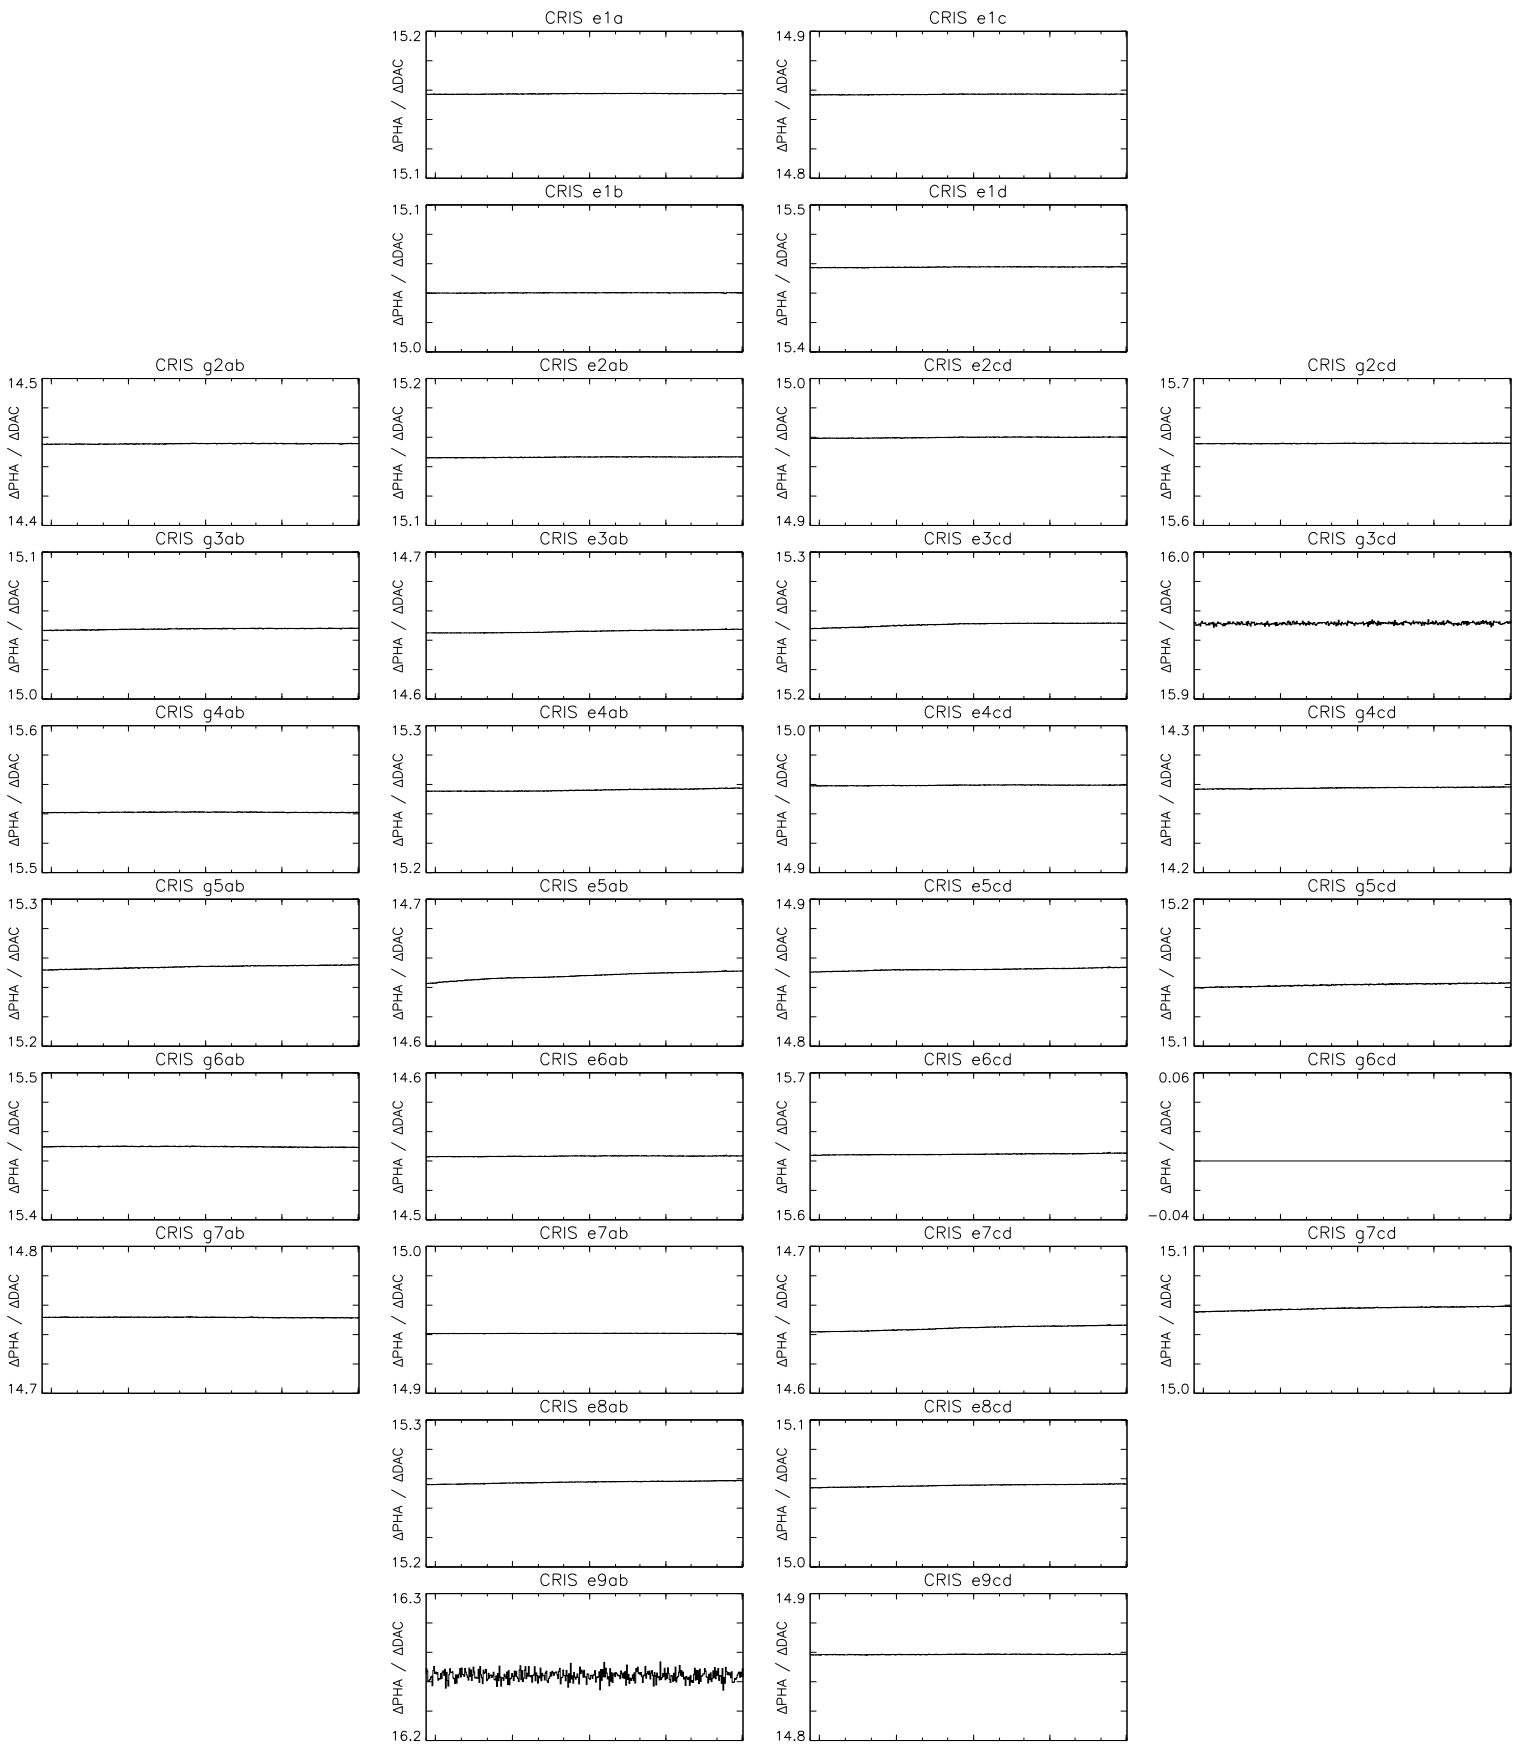 CRIS e1a
15.2
ΔPHA / ΔDAC
15.1
CRIS e1c
14.9
ΔPHA / ΔDAC
14.8
CRIS e1b
15.1
ΔPHA / ΔDAC
15.0
CRIS e1d
15.5
ΔPHA / ΔDAC
15.4
CRIS g2ab
14.5
ΔPHA / ΔDAC
14.4
CRIS e2ab
15.2
ΔPHA / ΔDAC
15.1
CRIS e2cd
15.0
ΔPHA / ΔDAC
14.9
CRIS g2cd
15.7
ΔPHA / ΔDAC
15.6
CRIS g3ab
15.1
ΔPHA / ΔDAC
15.0
CRIS e3ab
14.7
ΔPHA / ΔDAC
14.6
CRIS e3cd
15.3
ΔPHA / ΔDAC
15.2
CRIS g3cd
16.0
ΔPHA / ΔDAC
15.9
CRIS g4ab
15.6
ΔPHA / ΔDAC
15.5
CRIS e4ab
15.3
ΔPHA / ΔDAC
15.2
CRIS e4cd
15.0
ΔPHA / ΔDAC
14.9
CRIS g4cd
14.3
ΔPHA / ΔDAC
14.2
CRIS g5ab
15.3
ΔPHA / ΔDAC
15.2
CRIS e5ab
14.7
ΔPHA / ΔDAC
14.6
CRIS e5cd
14.9
ΔPHA / ΔDAC
14.8
CRIS g5cd
15.2
ΔPHA / ΔDAC
15.1
CRIS g6ab
15.5
ΔPHA / ΔDAC
15.4
CRIS e6ab
14.6
ΔPHA / ΔDAC
14.5
CRIS e6cd
15.7
ΔPHA / ΔDAC
15.6
CRIS g6cd
0.06
ΔPHA / ΔDAC
−0.04
CRIS g7ab
14.8
ΔPHA / ΔDAC
14.7
CRIS e7ab
15.0
ΔPHA / ΔDAC
14.9
CRIS e7cd
14.7
ΔPHA / ΔDAC
14.6
CRIS g7cd
15.1
ΔPHA / ΔDAC
15.0
CRIS e8ab
15.3
ΔPHA / ΔDAC
15.2
CRIS e8cd
15.1
ΔPHA / ΔDAC
15.0
CRIS e9ab
16.3
ΔPHA / ΔDAC
16.2
CRIS e9cd
14.9
ΔPHA / ΔDAC
14.8